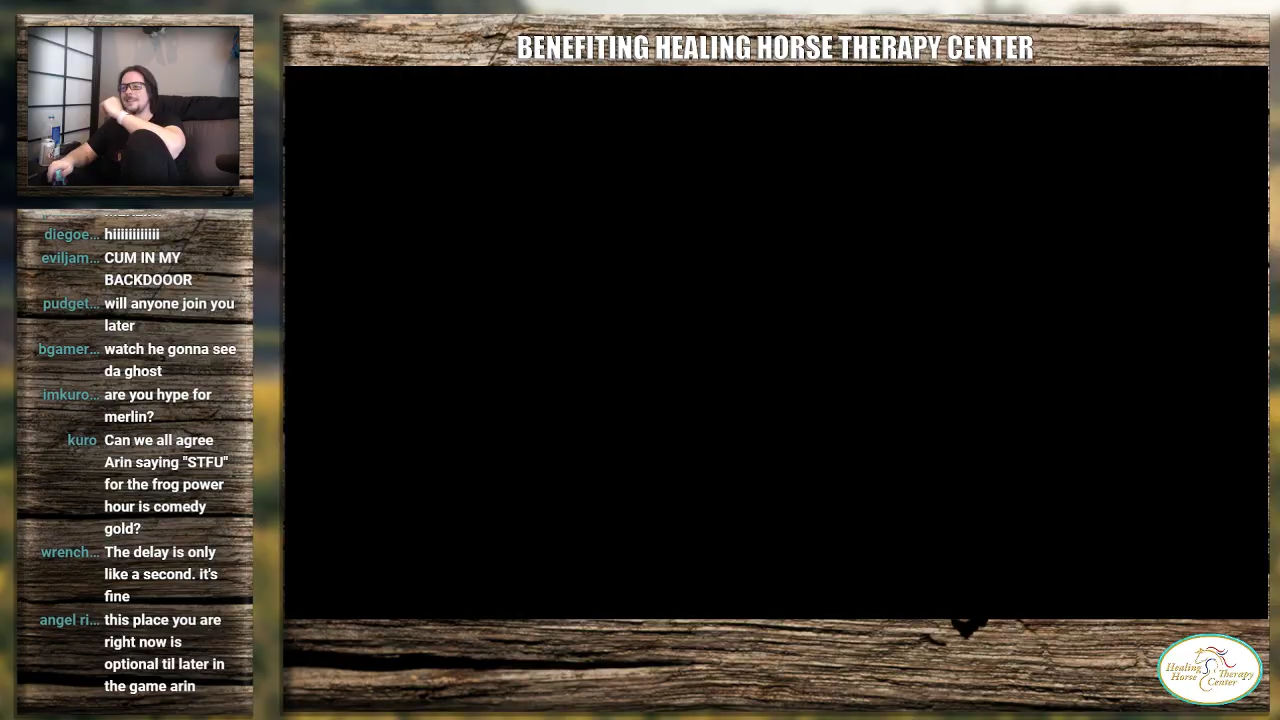 BENEFITING HEALING HORSE THERAPY CENTER
diegoe... hiiiiiiiiiiii
eviljam... CUM IN MY
BACKDOOOR
pudget... will anyone join you
later
bgamer... watch he gonna see
da ghost
imkuro... are you hype for
merlin?
kuro Can we all agree
Arin saying "STFU"
for the frog power
hour is comedy
gold?
wrench... The delay is only
like a second. it's
fine
angel ri... this place you are
right now is
optional til later in
the game arin
Healing Therapy
Horse Center